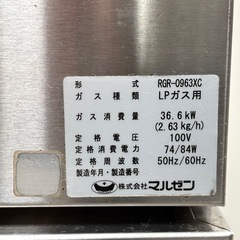 形式 RGR-0963XC
ガス種類 LPガス用
ガス消費量 36.6kW
(2.63kg/h)
定格電圧 100V
定格消費電力 74/84W
定格周波数 50Hz/60Hz
製造年月・製造番号
株式会社マルゼン